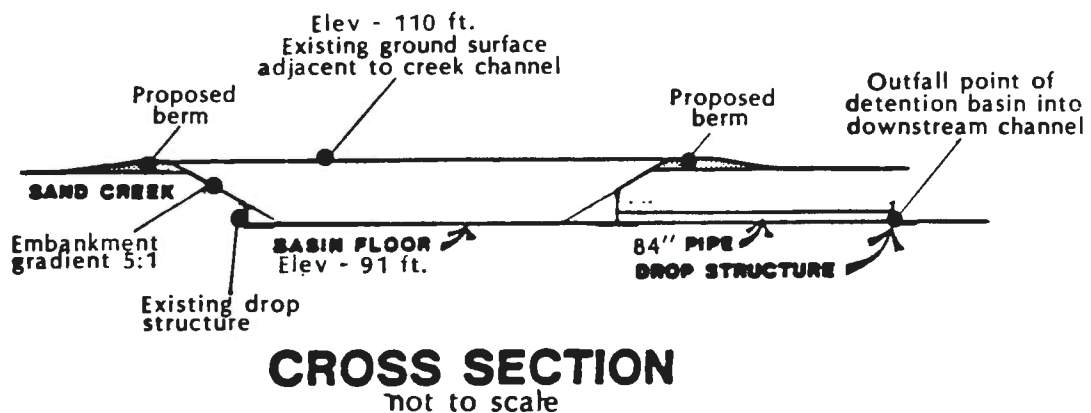 Elev - 110 ft.
Existing ground surface
adjacent to creek channel
Proposed
berm
Proposed
berm
Outfall point of
detention basin into
downstream channel
SAND CREEK
Embankment
gradient 5:1
Existing drop
structure
BASIN FLOOR
Elev - 91 ft.
84" PIPE
DROP STRUCTURE
CROSS SECTION
not to scale